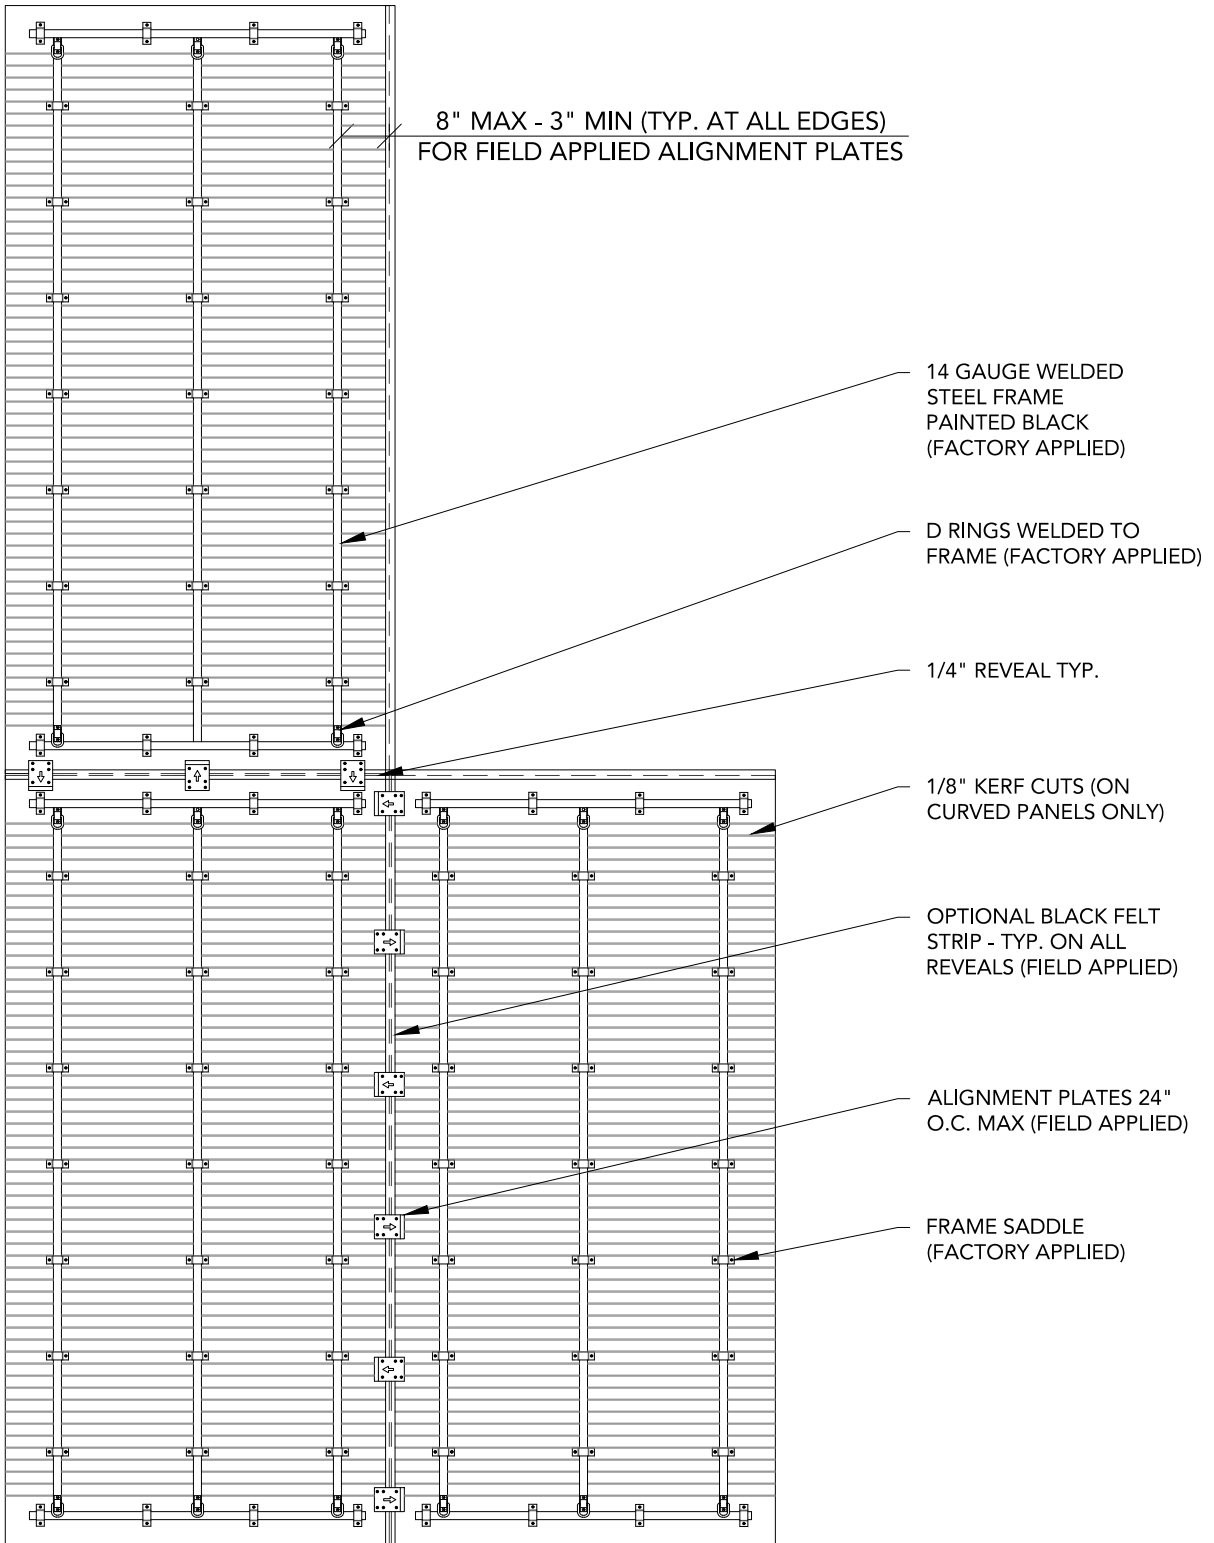 8" MAX - 3" MIN (TYP. AT ALL EDGES)
FOR FIELD APPLIED ALIGNMENT PLATES
14 GAUGE WELDED
STEEL FRAME
PAINTED BLACK
(FACTORY APPLIED)
D RINGS WELDED TO
FRAME (FACTORY APPLIED)
1/4" REVEAL TYP.
1/8" KERF CUTS (ON
CURVED PANELS ONLY)
OPTIONAL BLACK FELT
STRIP - TYP. ON ALL
REVEALS (FIELD APPLIED)
ALIGNMENT PLATES 24"
O.C. MAX (FIELD APPLIED)
FRAME SADDLE
(FACTORY APPLIED)